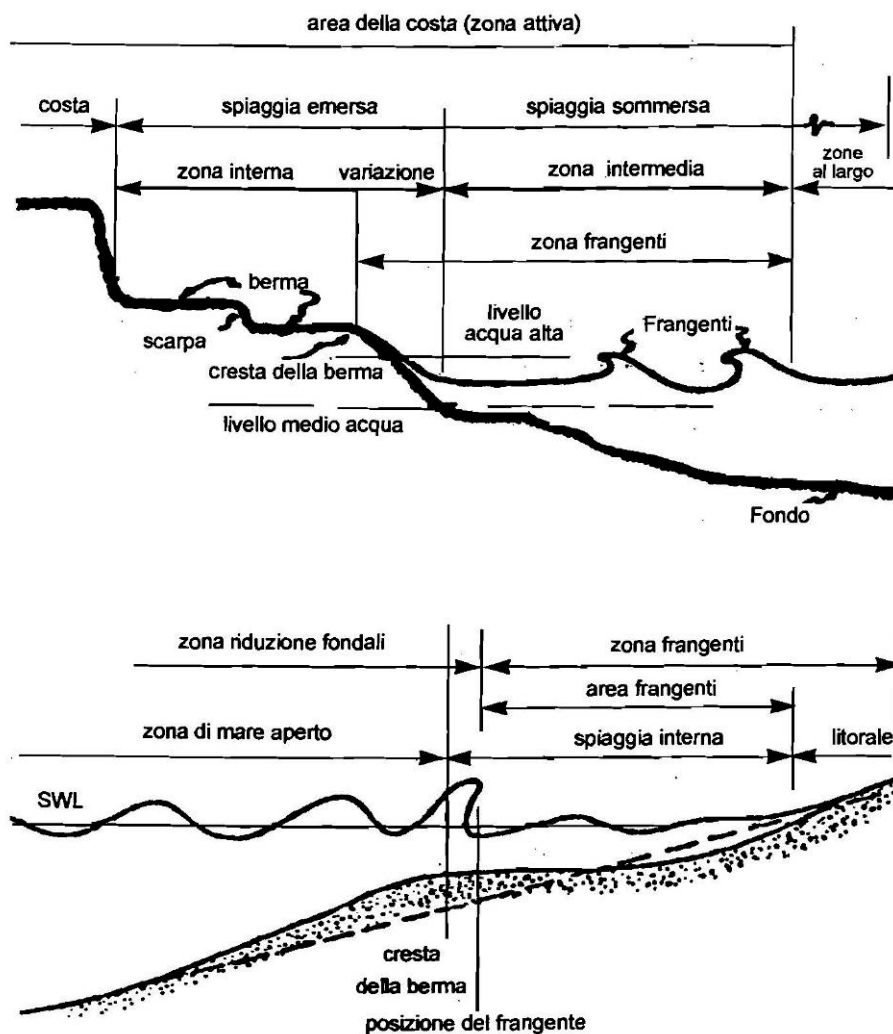 area della costa (zona attiva)
costa
spiaggia emersa
spiaggia sommersa
zona interna
variazione
zona intermedia
zone
al largo
zona frangenti
berma
livello
acqua alta
Frangenti
scarpa
cresta della berma
livello medio acqua
Fondo
zona riduzione fondali
zona frangenti
area frangenti
zona di mare aperto
spiaggia interna
litorale
SWL
cresta
della berma
posizione del frangente